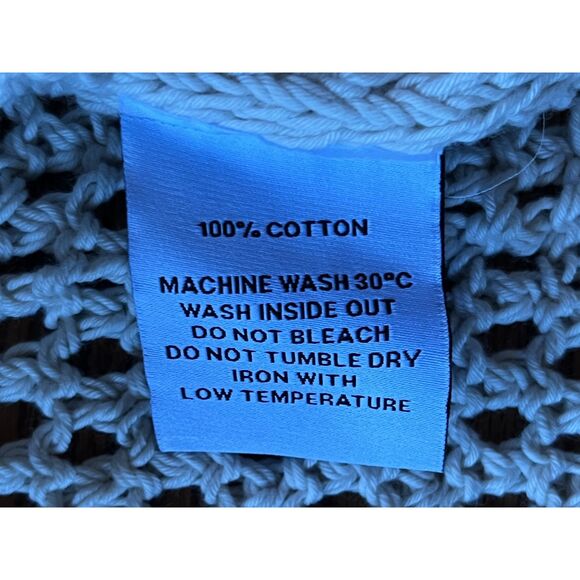 100% COTTON
MACHINE WASH 30°C
WASH INSIDE OUT
DO NOT BLEACH
DO NOT TUMBLE DRY
IRON WITH
LOW TEMPERATURE